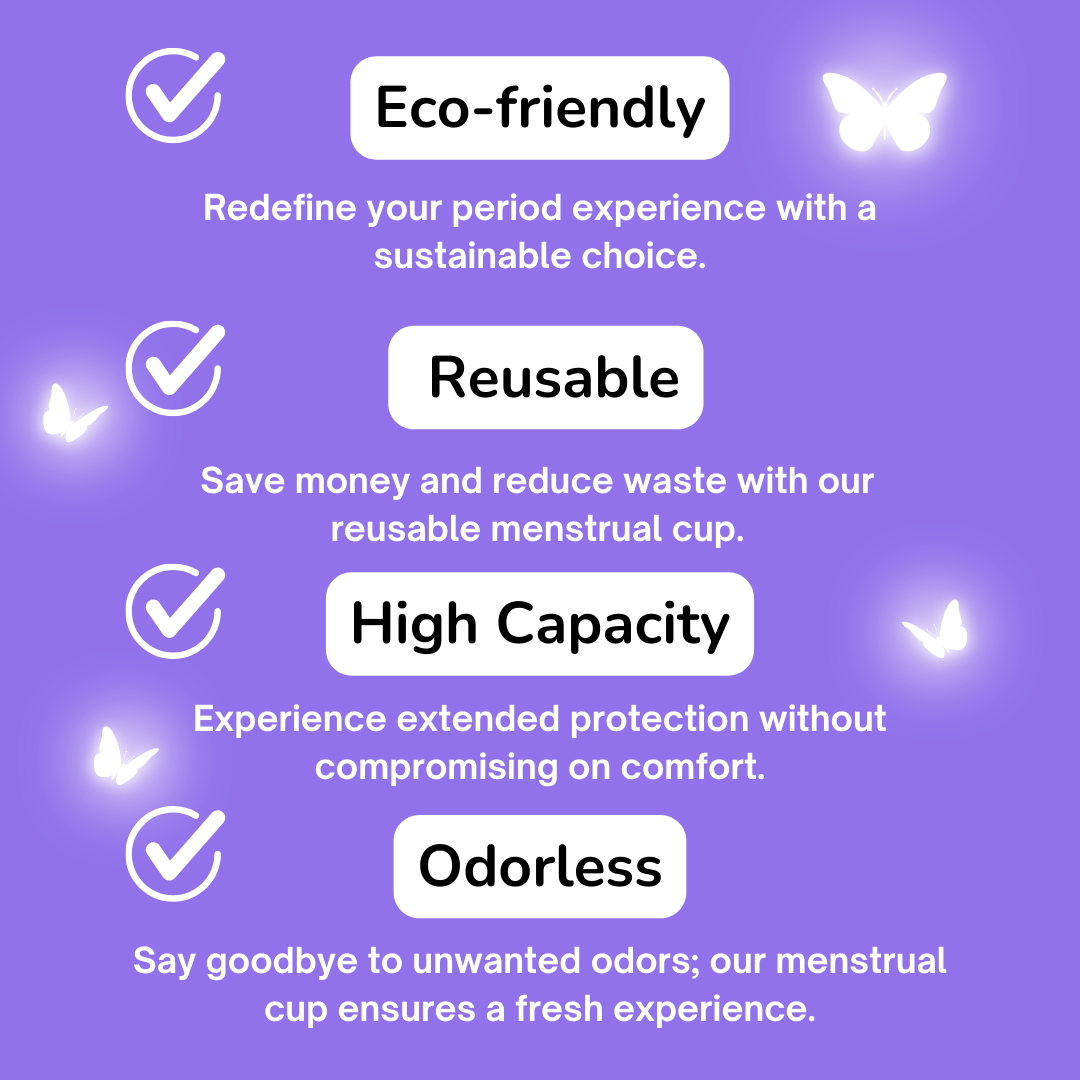 Eco-friendly
Redefine your period experience with a
sustainable choice.
Reusable
Save money and reduce waste with our
reusable menstrual cup.
High Capacity
Experience extended protection without
compromising on comfort.
Odorless
Say goodbye to unwanted odors; our menstrual
cup ensures a fresh experience.